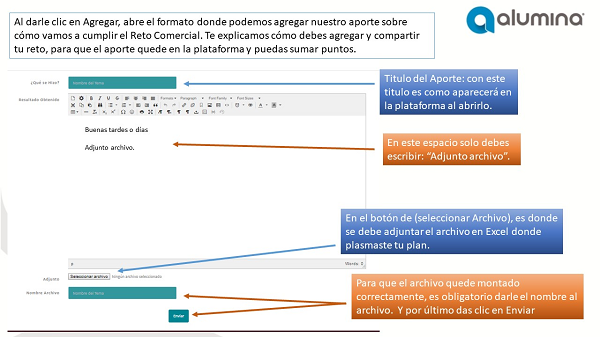 Al darle clic en Agregar, abre el formato donde podemos agregar nuestro aporte sobre
cómo vamos a cumplir el Reto Comercial. Te explicamos cómo debes agregar y compartir
tu reto, para que el aporte quede en la plataforma y puedas sumar puntos.
alumina
¿Qué se Hizo?
Nombre del Tema
Titulo del Aporte: con este
titulo es como aparecerá en
la plataforma al abrirlo.
Resultado Obtenido
Formats
Paragraph
Font Family
Font Sizes
Buenas tardes o días
Adjunto archivo.
En este espacio solo debes
escribir: “Adjunto archivo”.
En el botón de (seleccionar Archivo), es donde
se debe adjuntar el archivo en Excel donde
plasmaste tu plan.
p
Words: 0
Adjunto
Seleccionar archivo
Ningún archivo seleccionado
Nombre Archivo
Nombre del Tema
Para que el archivo quede montado
correctamente, es obligatorio darle el nombre al
archivo. Y por último das clic en Enviar
Enviar